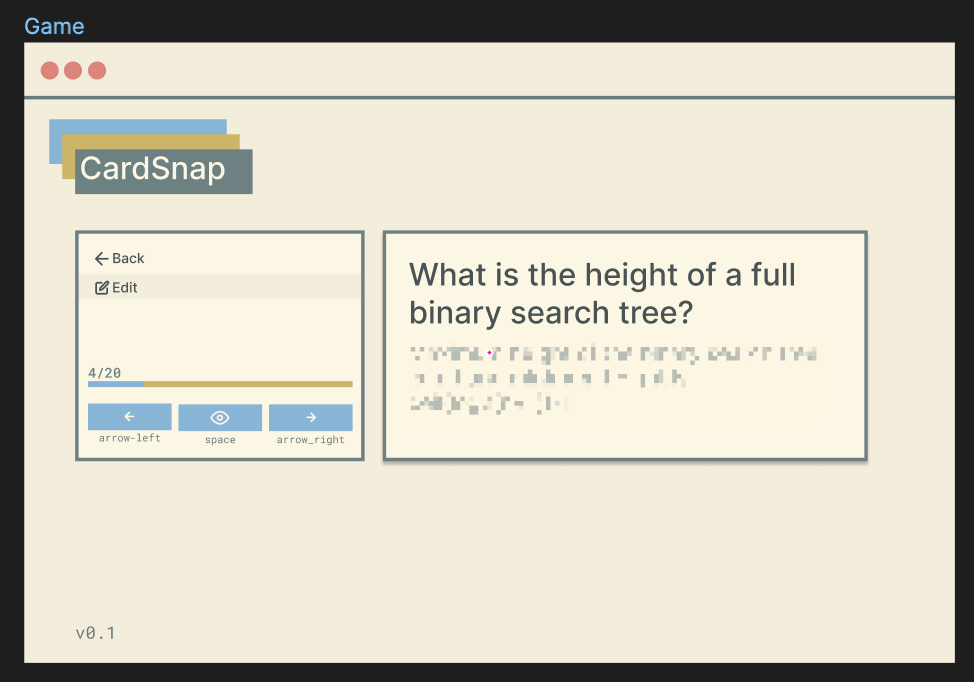 Game
CardSnap
Back
Edit
4/20
arrow-left
space
arrow_right
What is the height of a full
binary search tree?
v0.1